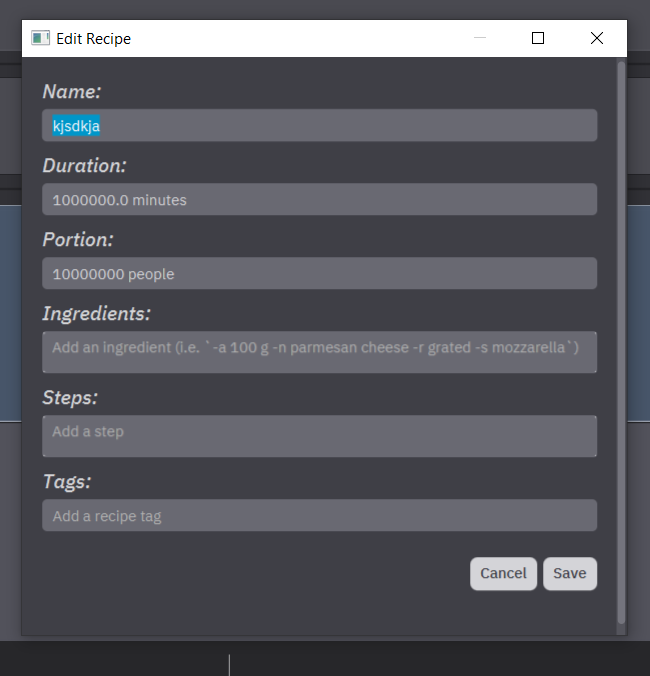 Edit Recipe
Name:
kjsdkja
Duration:
1000000.0 minutes
Portion:
10000000 people
Ingredients:
Add an ingredient (i.e. `-a 100 g -n parmesan cheese -r grated -s mozzarella`)
Steps:
Add a step
Tags:
Add a recipe tag
Cancel Save